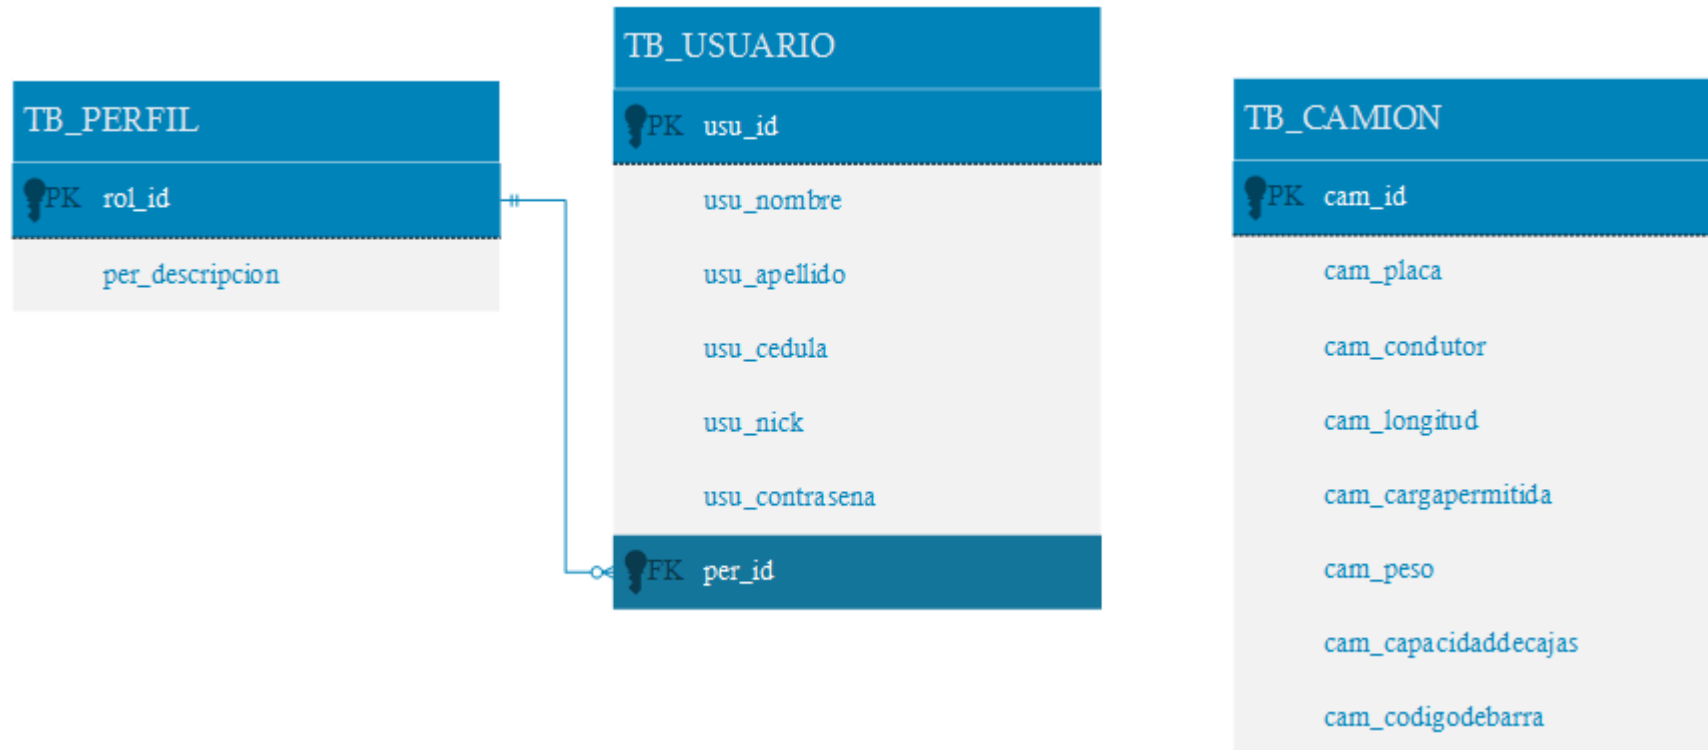 TB_PERFIL
PK rol_id
per_descripcion
TB_USUARIO
PK usu_id
usu_nombre
usu_apellido
usu_cedula
usu_nick
usu_contrasena
FK per_id
TB_CAMION
PK cam_id
cam_placa
cam_condutor
cam_longitud
cam_cargapermitida
cam_peso
cam_capacidaddecajas
cam_codigodebarra